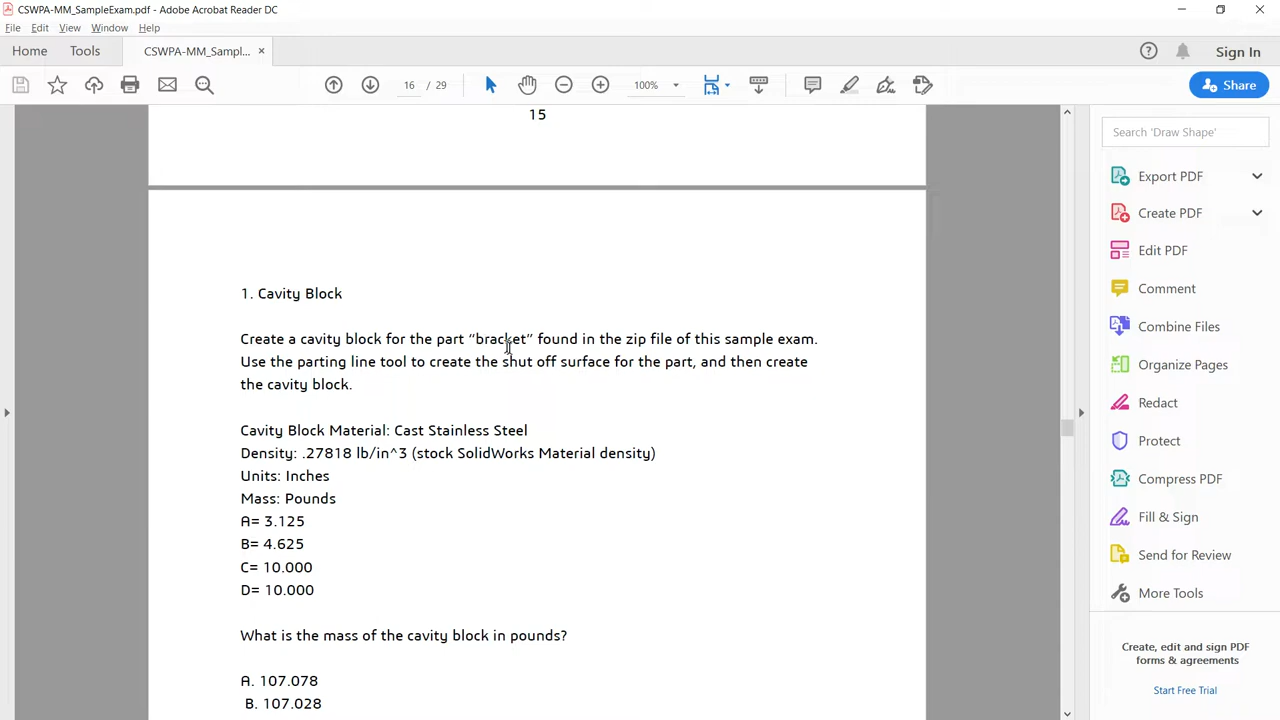 CSWPA-MM_SampleExam.pdf - Adobe Acrobat Reader DC
File Edit View Window Help
Home Tools CSWPA-MM_Sampl... × Sign In
16 / 29 100% Share
15
1. Cavity Block
Create a cavity block for the part “bracket” found in the zip file of this sample exam.
Use the parting line tool to create the shut off surface for the part, and then create
the cavity block.
Cavity Block Material: Cast Stainless Steel
Density: .27818 lb/in^3 (stock SolidWorks Material density)
Units: Inches
Mass: Pounds
A= 3.125
B= 4.625
C= 10.000
D= 10.000
What is the mass of the cavity block in pounds?
A. 107.078
B. 107.028
Search 'Draw Shape'
Export PDF
Create PDF
Edit PDF
Comment
Combine Files
Organize Pages
Redact
Protect
Compress PDF
Fill & Sign
Send for Review
More Tools
Create, edit and sign PDF
forms & agreements
Start Free Trial